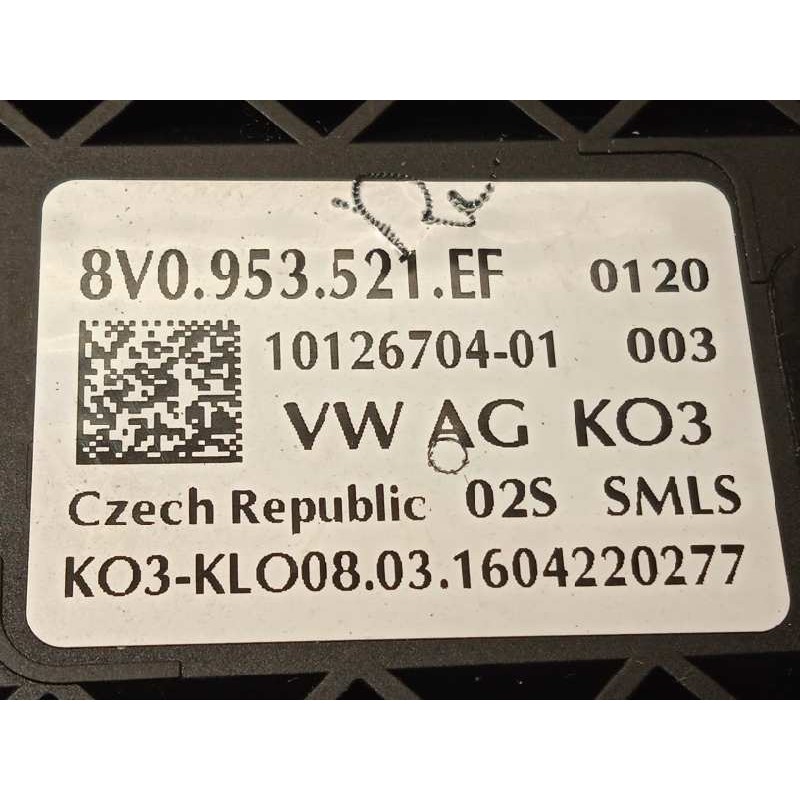 8V0.953.521.EF 0120
10126704-01 003
VW AG KO3
Czech Republic 02S SMLS
KO3-KLO08.03.1604220277